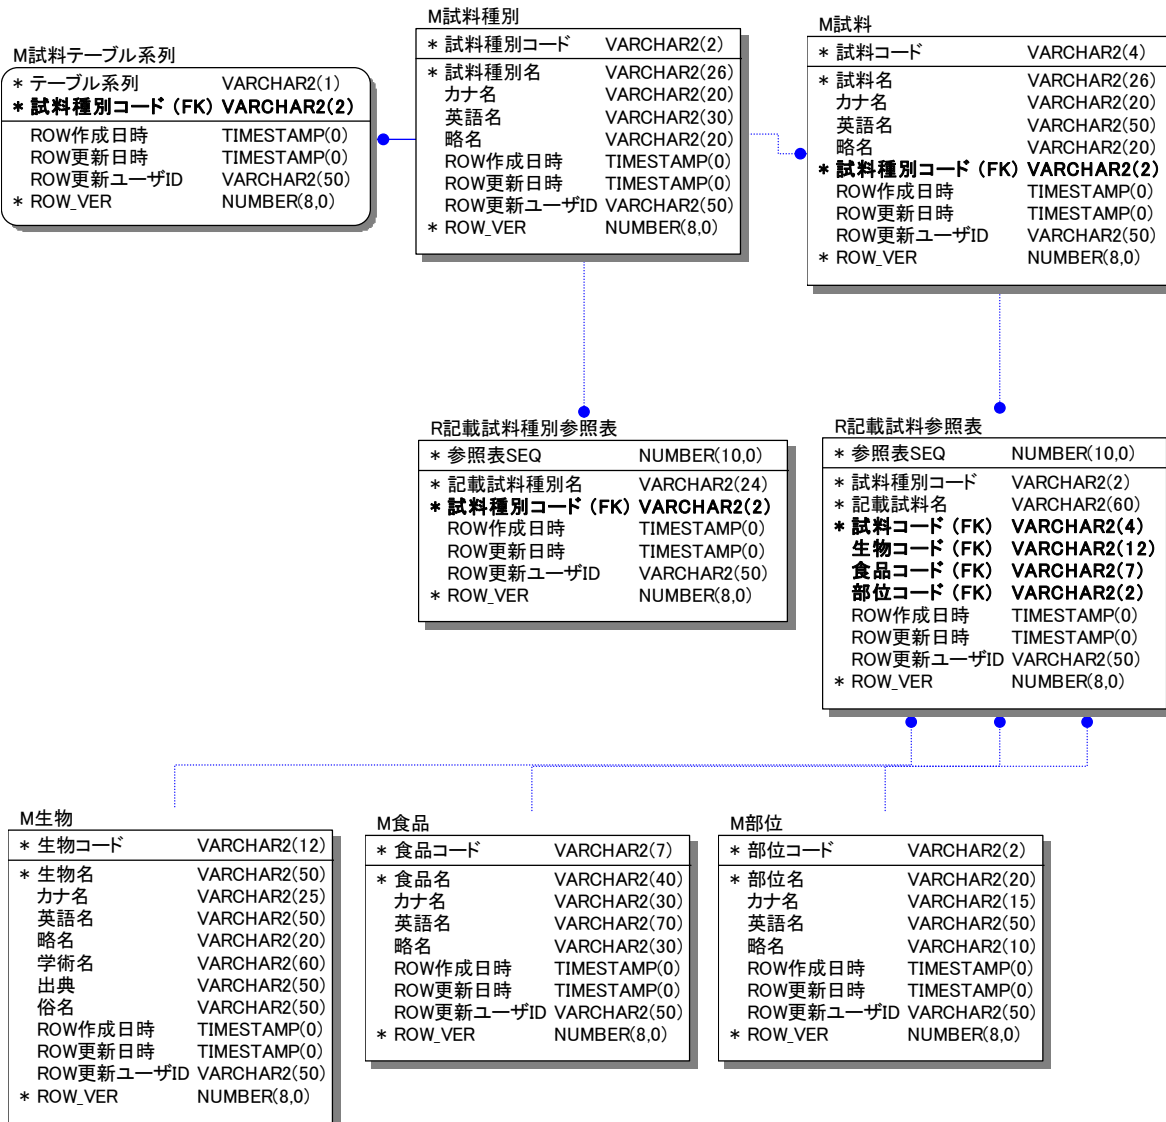 M試料テーブル系列
* テーブル系列 VARCHAR2(1)
* 試料種別コード (FK) VARCHAR2(2)
ROW作成日時 TIMESTAMP(0)
ROW更新日時 TIMESTAMP(0)
ROW更新ユーザID VARCHAR2(50)
* ROW_VER NUMBER(8,0)
M試料種別
* 試料種別コード VARCHAR2(2)
* 試料種別名 VARCHAR2(26)
カナ名 VARCHAR2(20)
英語名 VARCHAR2(30)
略名 VARCHAR2(20)
ROW作成日時 TIMESTAMP(0)
ROW更新日時 TIMESTAMP(0)
ROW更新ユーザID VARCHAR2(50)
* ROW_VER NUMBER(8,0)
M試料
* 試料コード VARCHAR2(4)
* 試料名 VARCHAR2(26)
カナ名 VARCHAR2(20)
英語名 VARCHAR2(50)
略名 VARCHAR2(20)
* 試料種別コード (FK) VARCHAR2(2)
ROW作成日時 TIMESTAMP(0)
ROW更新日時 TIMESTAMP(0)
ROW更新ユーザID VARCHAR2(50)
* ROW_VER NUMBER(8,0)
R記載試料種別参照表
* 参照表SEQ NUMBER(10,0)
* 記載試料種別名 VARCHAR2(24)
* 試料種別コード (FK) VARCHAR2(2)
ROW作成日時 TIMESTAMP(0)
ROW更新日時 TIMESTAMP(0)
ROW更新ユーザID VARCHAR2(50)
* ROW_VER NUMBER(8,0)
R記載試料参照表
* 参照表SEQ NUMBER(10,0)
* 試料種別コード VARCHAR2(2)
* 記載試料名 VARCHAR2(60)
* 試料コード (FK) VARCHAR2(4)
生物コード (FK) VARCHAR2(12)
食品コード (FK) VARCHAR2(7)
部位コード (FK) VARCHAR2(2)
ROW作成日時 TIMESTAMP(0)
ROW更新日時 TIMESTAMP(0)
ROW更新ユーザID VARCHAR2(50)
* ROW_VER NUMBER(8,0)
M生物
* 生物コード VARCHAR2(12)
* 生物名 VARCHAR2(50)
カナ名 VARCHAR2(25)
英語名 VARCHAR2(50)
略名 VARCHAR2(20)
学術名 VARCHAR2(60)
出典 VARCHAR2(50)
俗名 VARCHAR2(50)
ROW作成日時 TIMESTAMP(0)
ROW更新日時 TIMESTAMP(0)
ROW更新ユーザID VARCHAR2(50)
* ROW_VER NUMBER(8,0)
M食品
* 食品コード VARCHAR2(7)
* 食品名 VARCHAR2(40)
カナ名 VARCHAR2(30)
英語名 VARCHAR2(70)
略名 VARCHAR2(30)
ROW作成日時 TIMESTAMP(0)
ROW更新日時 TIMESTAMP(0)
ROW更新ユーザID VARCHAR2(50)
* ROW_VER NUMBER(8,0)
M部位
* 部位コード VARCHAR2(2)
* 部位名 VARCHAR2(20)
カナ名 VARCHAR2(15)
英語名 VARCHAR2(50)
略名 VARCHAR2(10)
ROW作成日時 TIMESTAMP(0)
ROW更新日時 TIMESTAMP(0)
ROW更新ユーザID VARCHAR2(50)
* ROW_VER NUMBER(8,0)